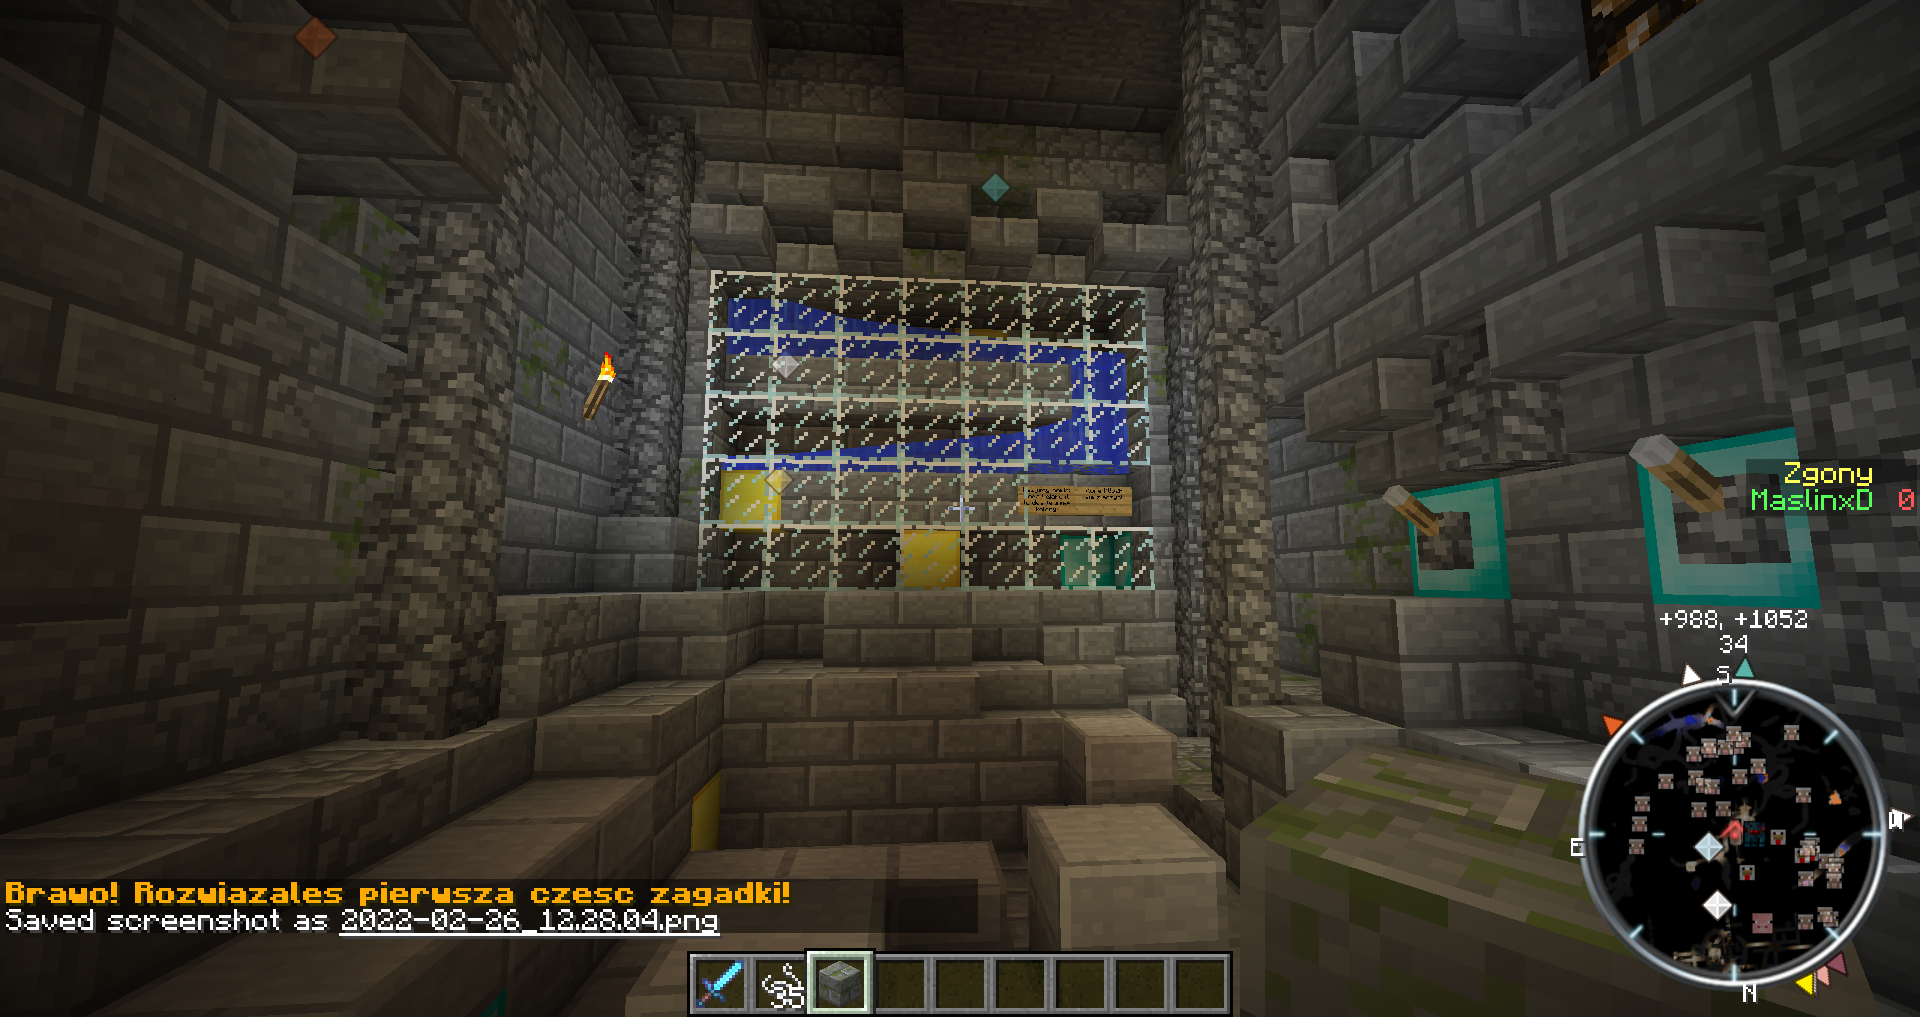 Zgony
MaslinxD 0
+988, +1052
34
S
E
N
Brawo! Rozwiazales pierwsza czesc zagadki!
Saved screenshot as 2022-02-26_12.28.04.png
35